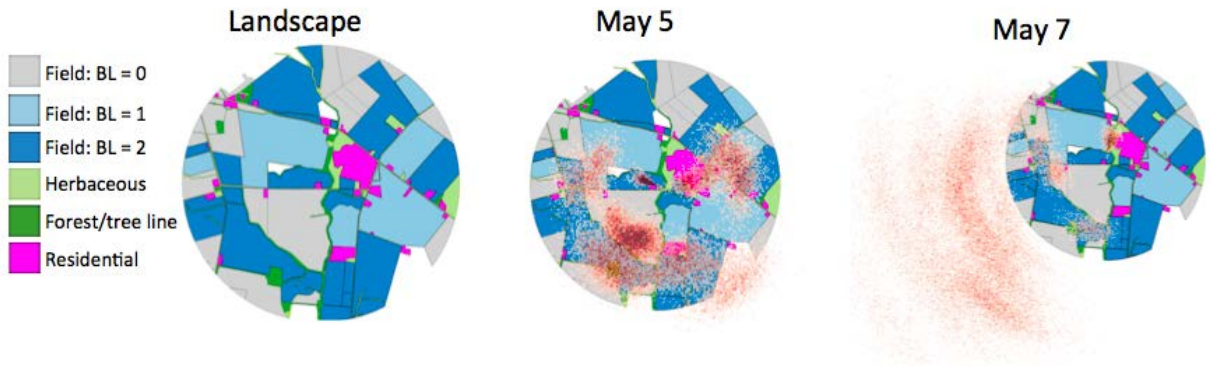 Landscape
May 5
May 7
Field: BL = 0
Field: BL = 1
Field: BL = 2
Herbaceous
Forest/tree line
Residential